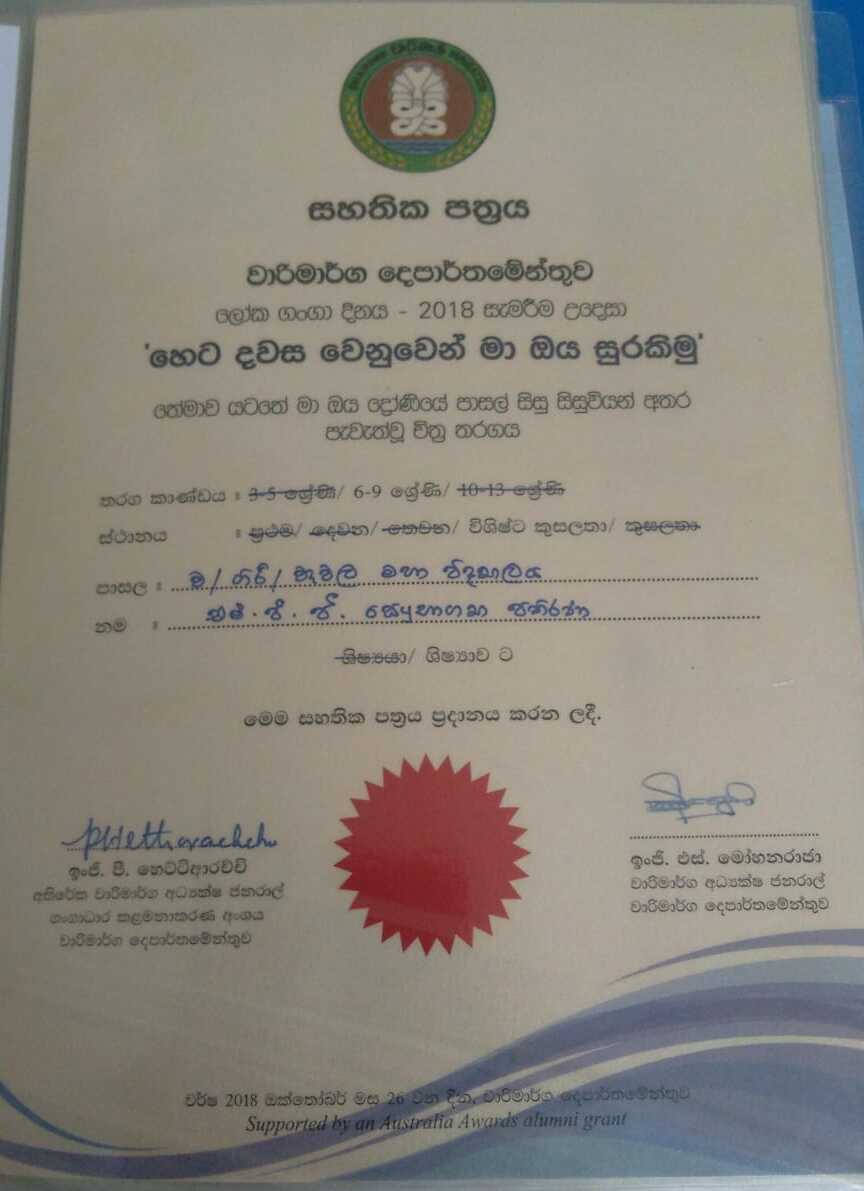 සහතික පත්‍රය
වාරිමාර්ග දෙපාර්තමේන්තුව
ලෝක ගංගා දිනය - 2018 සැමරීම උදෙසා
'හෙට දවස වෙනුවෙන් මා ඔය සුරකිමු'
තේමාව යටතේ මා ඔය ද්‍රෝණියේ පාසල් සිසු සිසුවියන් අතර
පැවැත්වූ චිත්‍ර තරගය
තරග කාණ්ඩය : 3-5 ශ්‍රේණි/ 6-9 ශ්‍රේණි/ 10-13 ශ්‍රේණි
ස්ථානය : ප්‍රථම/ දෙවන/ තෙවන/ විශිෂ්ට කුසලතා/ කුසලතා
පාසල : මහා විද්‍යාලය
නම :
ශිෂ්‍යයා/ ශිෂ්‍යාව ට
මෙම සහතික පත්‍රය ප්‍රදානය කරන ලදී.
ඉංජි. පී. හෙට්ටිආරච්චි
අතිරේක වාරිමාර්ග අධ්‍යක්ෂ ජනරාල්
ගංගාධාර කළමනාකරණ අංශය
වාරිමාර්ග දෙපාර්තමේන්තුව
ඉංජි. එස්. මෝහනරාජා
වාරිමාර්ග අධ්‍යක්ෂ ජනරාල්
වාරිමාර්ග දෙපාර්තමේන්තුව
වර්ෂ 2018 ඔක්තෝබර් මස 26 වන දින, වාරිමාර්ග දෙපාර්තමේන්තුව
Supported by an Australia Awards alumni grant